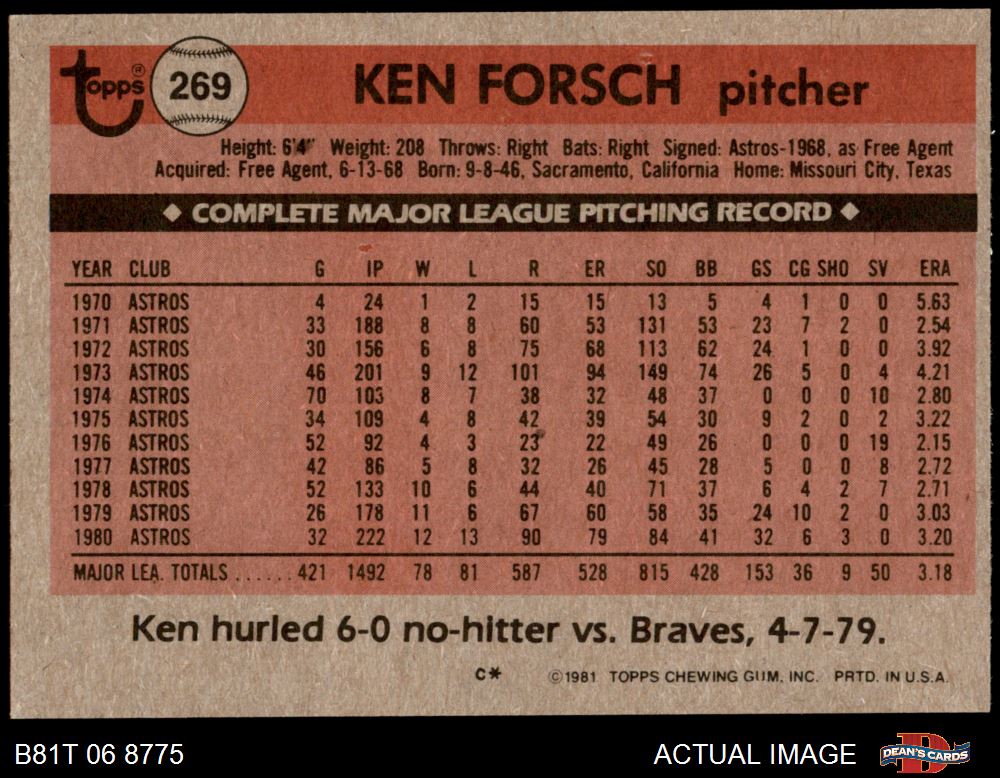 Topps® 269 KEN FORSCH pitcher
Height: 6'4" Weight: 208 Throws: Right Bats: Right Signed: Astros-1968, as Free Agent
Acquired: Free Agent, 6-13-68 Born: 9-8-46, Sacramento, California Home: Missouri City, Texas
◆ COMPLETE MAJOR LEAGUE PITCHING RECORD ◆
YEAR CLUB G IP W L R ER SO BB GS CG SHO SV ERA
1970 ASTROS 4 24 1 2 15 15 13 5 4 1 0 0 5.63
1971 ASTROS 33 188 8 8 60 53 131 53 23 7 2 0 2.54
1972 ASTROS 30 156 6 8 75 68 113 62 24 1 0 0 3.92
1973 ASTROS 46 201 9 12 101 94 149 74 26 5 0 4 4.21
1974 ASTROS 70 103 8 7 38 32 48 37 0 0 0 10 2.80
1975 ASTROS 34 109 4 8 42 39 54 30 9 2 0 2 3.22
1976 ASTROS 52 92 4 3 23 22 49 26 0 0 0 19 2.15
1977 ASTROS 42 86 5 8 32 26 45 28 5 0 0 8 2.72
1978 ASTROS 52 133 10 6 44 40 71 37 6 4 2 7 2.71
1979 ASTROS 26 178 11 6 67 60 58 35 24 10 2 0 3.03
1980 ASTROS 32 222 12 13 90 79 84 41 32 6 3 0 3.20
MAJOR LEA. TOTALS ...... 421 1492 78 81 587 528 815 428 153 36 9 50 3.18
Ken hurled 6-0 no-hitter vs. Braves, 4-7-79.
C* ©1981 TOPPS CHEWING GUM, INC. PRTD. IN U.S.A.
B81T 06 8775 ACTUAL IMAGE DEAN'S CARDS